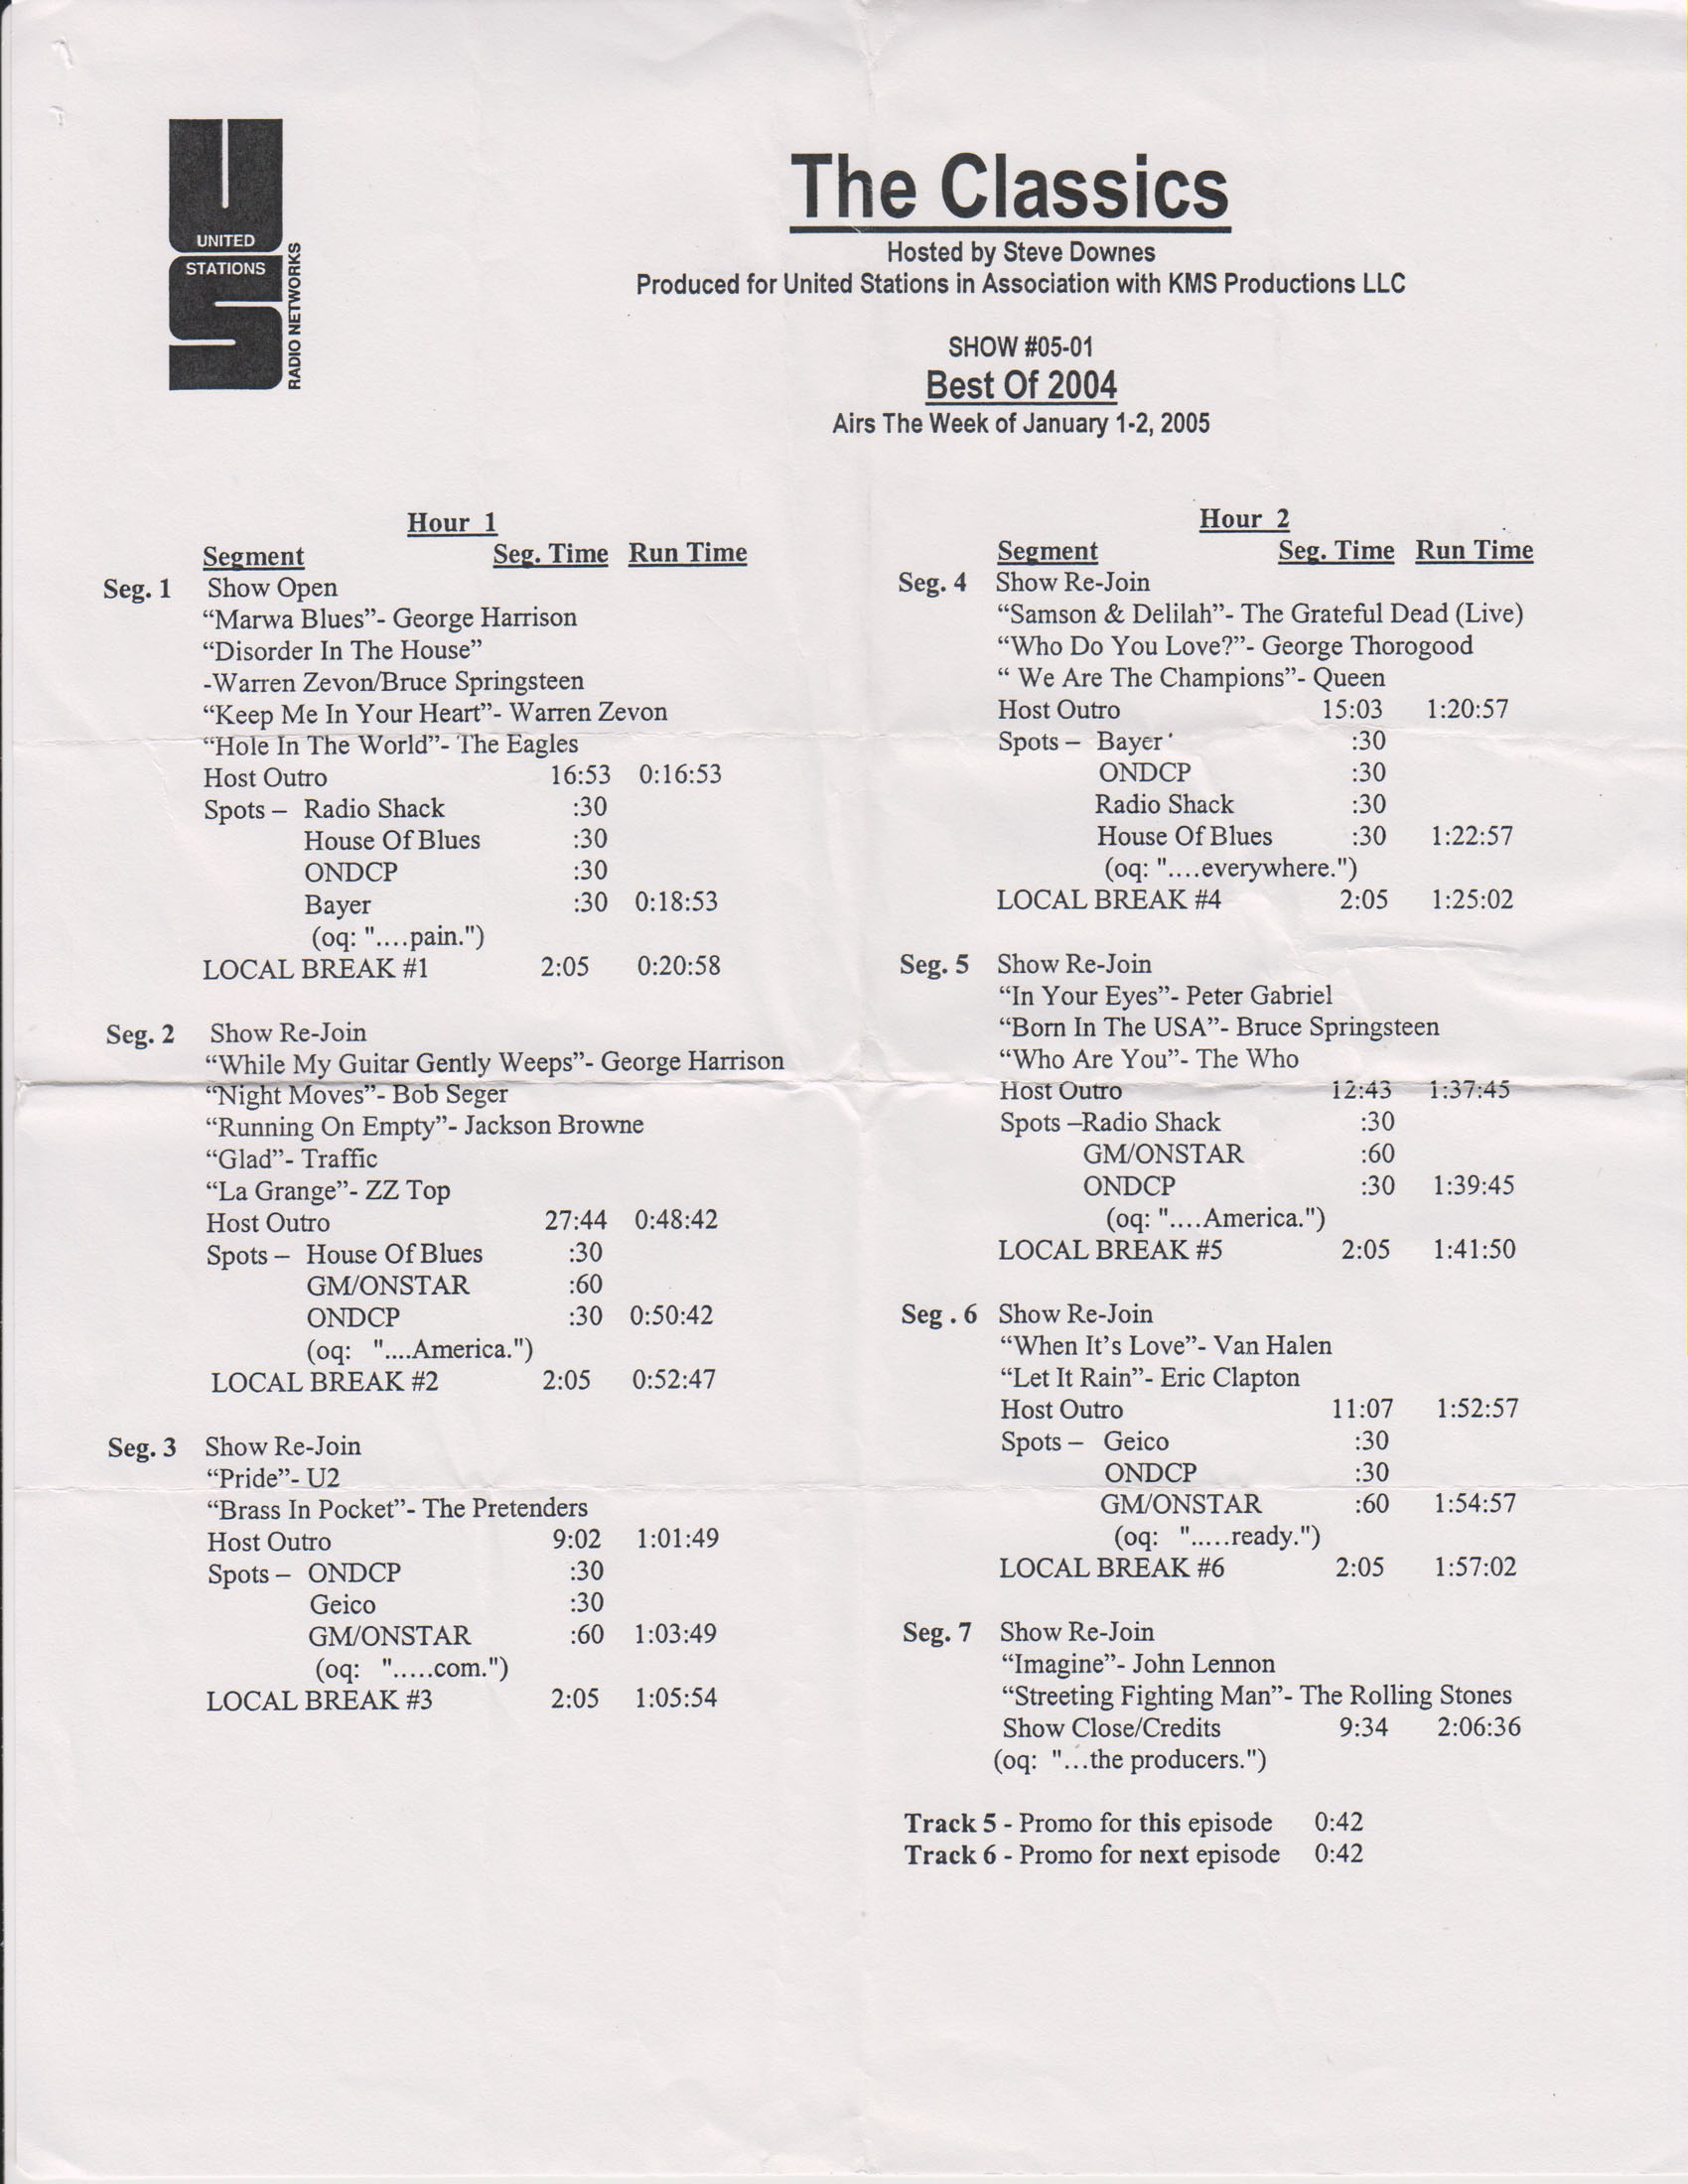 UNITED
STATIONS
RADIO NETWORKS
The Classics
Hosted by Steve Downes
Produced for United Stations in Association with KMS Productions LLC
SHOW #05-01
Best Of 2004
Airs The Week of January 1-2, 2005
Hour 1
Segment Seg. Time Run Time
Seg. 1 Show Open
“Marwa Blues”- George Harrison
“Disorder In The House”
-Warren Zevon/Bruce Springsteen
“Keep Me In Your Heart”- Warren Zevon
“Hole In The World”- The Eagles
Host Outro 16:53 0:16:53
Spots – Radio Shack :30
House Of Blues :30
ONDCP :30
Bayer :30 0:18:53
(oq: "....pain.")
LOCAL BREAK #1 2:05 0:20:58
Seg. 2 Show Re-Join
“While My Guitar Gently Weeps”- George Harrison
“Night Moves”- Bob Seger
“Running On Empty”- Jackson Browne
“Glad”- Traffic
“La Grange”- ZZ Top
Host Outro 27:44 0:48:42
Spots – House Of Blues :30
GM/ONSTAR :60
ONDCP :30 0:50:42
(oq: "....America.")
LOCAL BREAK #2 2:05 0:52:47
Seg. 3 Show Re-Join
“Pride”- U2
“Brass In Pocket”- The Pretenders
Host Outro 9:02 1:01:49
Spots – ONDCP :30
Geico :30
GM/ONSTAR :60 1:03:49
(oq: ".....com.")
LOCAL BREAK #3 2:05 1:05:54
Hour 2
Segment Seg. Time Run Time
Seg. 4 Show Re-Join
“Samson & Delilah”- The Grateful Dead (Live)
“Who Do You Love?”- George Thorogood
“ We Are The Champions”- Queen
Host Outro 15:03 1:20:57
Spots – Bayer :30
ONDCP :30
Radio Shack :30
House Of Blues :30 1:22:57
(oq: "....everywhere.")
LOCAL BREAK #4 2:05 1:25:02
Seg. 5 Show Re-Join
“In Your Eyes”- Peter Gabriel
“Born In The USA”- Bruce Springsteen
“Who Are You”- The Who
Host Outro 12:43 1:37:45
Spots –Radio Shack :30
GM/ONSTAR :60
ONDCP :30 1:39:45
(oq: "....America.")
LOCAL BREAK #5 2:05 1:41:50
Seg . 6 Show Re-Join
“When It’s Love”- Van Halen
“Let It Rain”- Eric Clapton
Host Outro 11:07 1:52:57
Spots – Geico :30
ONDCP :30
GM/ONSTAR :60 1:54:57
(oq: ".....ready.")
LOCAL BREAK #6 2:05 1:57:02
Seg. 7 Show Re-Join
“Imagine”- John Lennon
“Streeting Fighting Man”- The Rolling Stones
Show Close/Credits 9:34 2:06:36
(oq: "...the producers.")
Track 5 - Promo for this episode 0:42
Track 6 - Promo for next episode 0:42